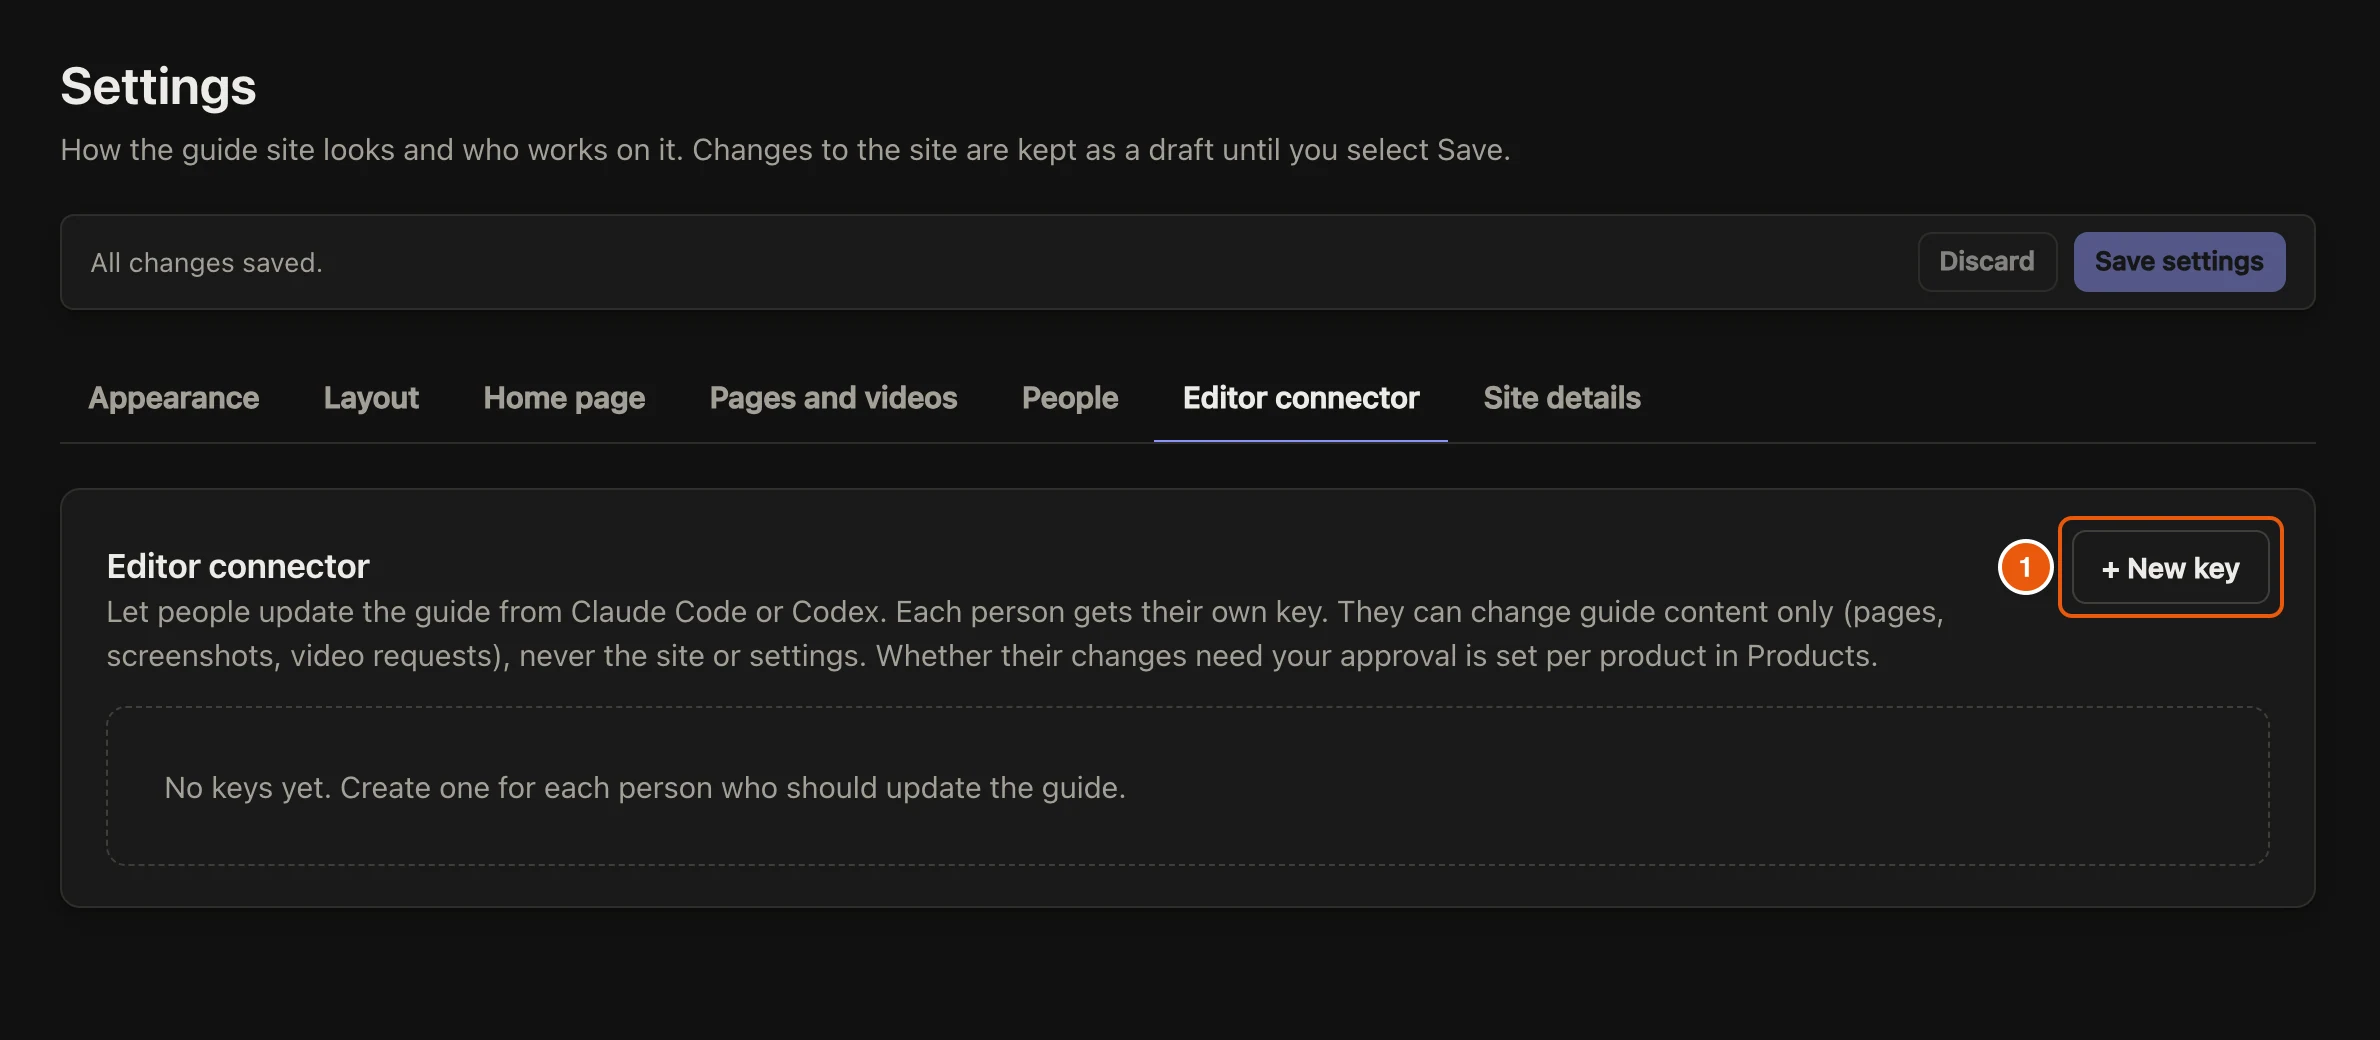 Settings
How the guide site looks and who works on it. Changes to the site are kept as a draft until you select Save.
All changes saved.
Discard
Save settings
Appearance
Layout
Home page
Pages and videos
People
Editor connector
Site details
Editor connector
1
+ New key
Let people update the guide from Claude Code or Codex. Each person gets their own key. They can change guide content only (pages,
screenshots, video requests), never the site or settings. Whether their changes need your approval is set per product in Products.
No keys yet. Create one for each person who should update the guide.